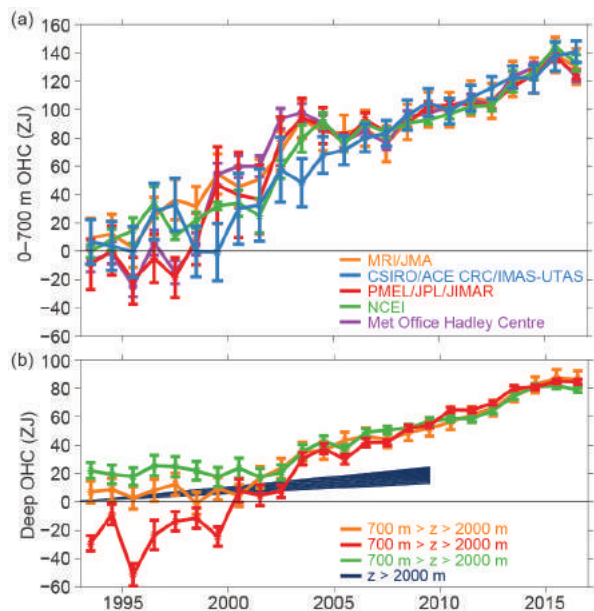 (a)
160
140
120
100
80
60
40
20
0
−20
−40
−60
0–700 m OHC (ZJ)
MRI/JMA
CSIRO/ACE CRC/IMAS-UTAS
PMEL/JPL/JIMAR
NCEI
Met Office Hadley Centre
(b)
100
80
60
40
20
0
−20
−40
−60
Deep OHC (ZJ)
700 m > z > 2000 m
700 m > z > 2000 m
700 m > z > 2000 m
z > 2000 m
1995 2000 2005 2010 2015